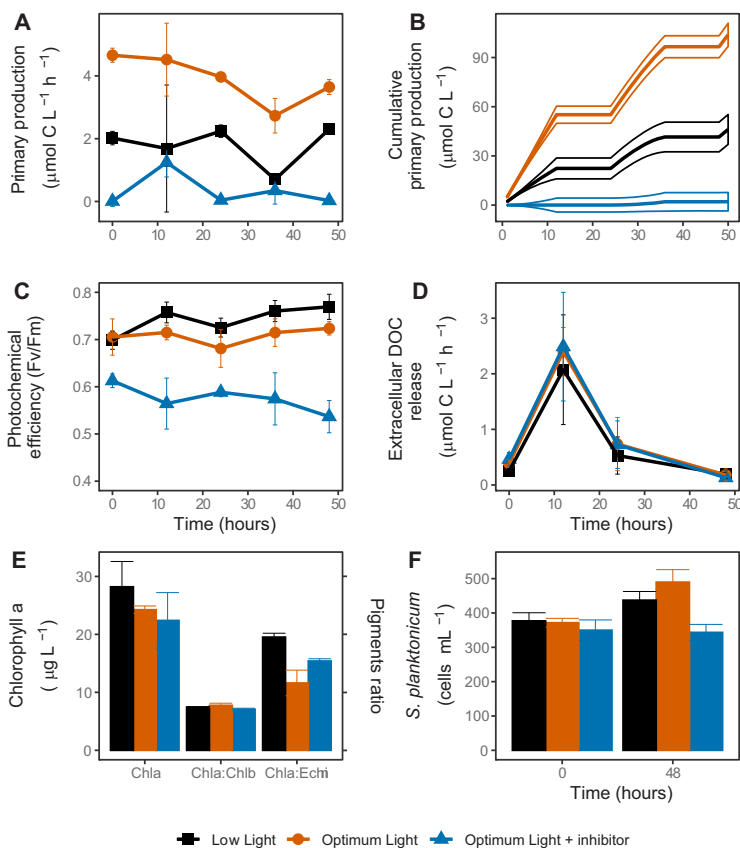 A
Primary production
(μmol C L⁻¹ h⁻¹)
4
2
0
0 10 20 30 40 50
B
Cumulative
primary production
(μmol C L⁻¹)
90
60
30
0
0 10 20 30 40 50
C
Photochemical
efficiency (Fv/Fm)
0.8
0.7
0.6
0.5
0.4
0 10 20 30 40 50
Time (hours)
D
Extracellular DOC
release
(μmol C L⁻¹ h⁻¹)
3
2
1
0
0 10 20 30 40 50
Time (hours)
E
Chlorophyll a
( μg L⁻¹)
30
20
10
0
Chla Chla:Chlb Chla:Echi
Pigments ratio
F
S. planktonicum
(cells mL⁻¹)
500
400
300
200
100
0
0 48
Time (hours)
Low Light Optimum Light Optimum Light + inhibitor